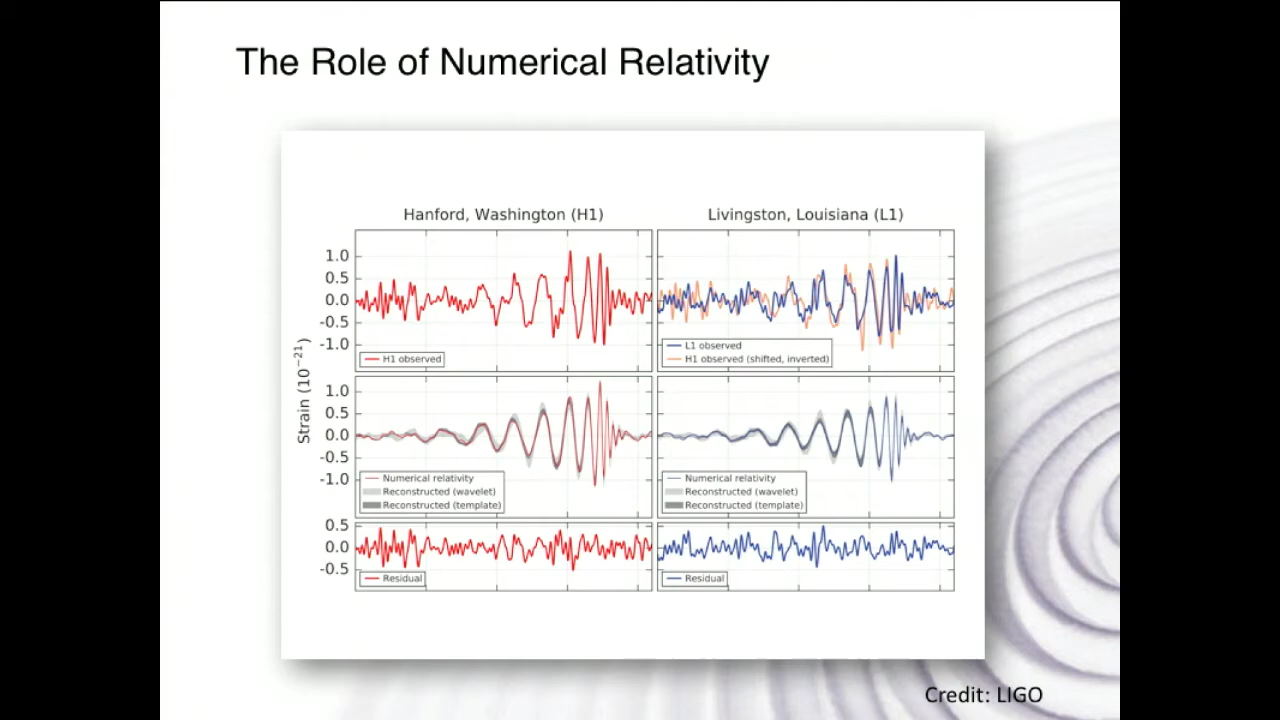 The Role of Numerical Relativity
Hanford, Washington (H1)
Livingston, Louisiana (L1)
Strain (10⁻²¹)
1.0
0.5
0.0
-0.5
-1.0
H1 observed
L1 observed
H1 observed (shifted, inverted)
1.0
0.5
0.0
-0.5
-1.0
Numerical relativity
Reconstructed (wavelet)
Reconstructed (template)
Numerical relativity
Reconstructed (wavelet)
Reconstructed (template)
0.5
0.0
-0.5
Residual
Residual
Credit: LIGO